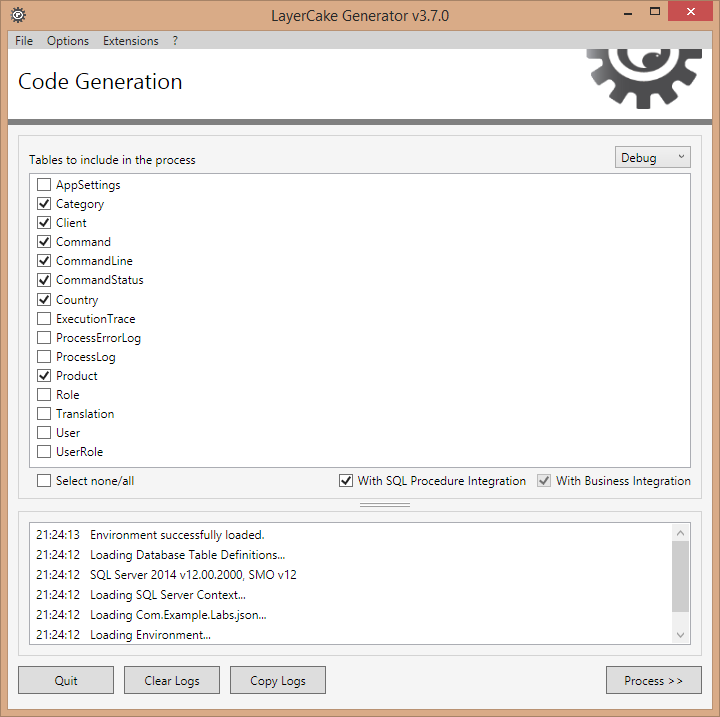 LayerCake Generator v3.7.0
File Options Extensions ?
Code Generation
Tables to include in the process
Debug
AppSettings
Category
Client
Command
CommandLine
CommandStatus
Country
ExecutionTrace
ProcessErrorLog
ProcessLog
Product
Role
Translation
User
UserRole
Select none/all With SQL Procedure Integration With Business Integration
21:24:13 Environment successfully loaded.
21:24:12 Loading Database Table Definitions...
21:24:12 SQL Server 2014 v12.00.2000, SMO v12
21:24:12 Loading SQL Server Context...
21:24:12 Loading Com.Example.Labs.json...
21:24:12 Loading Environment...
Quit Clear Logs Copy Logs Process >>